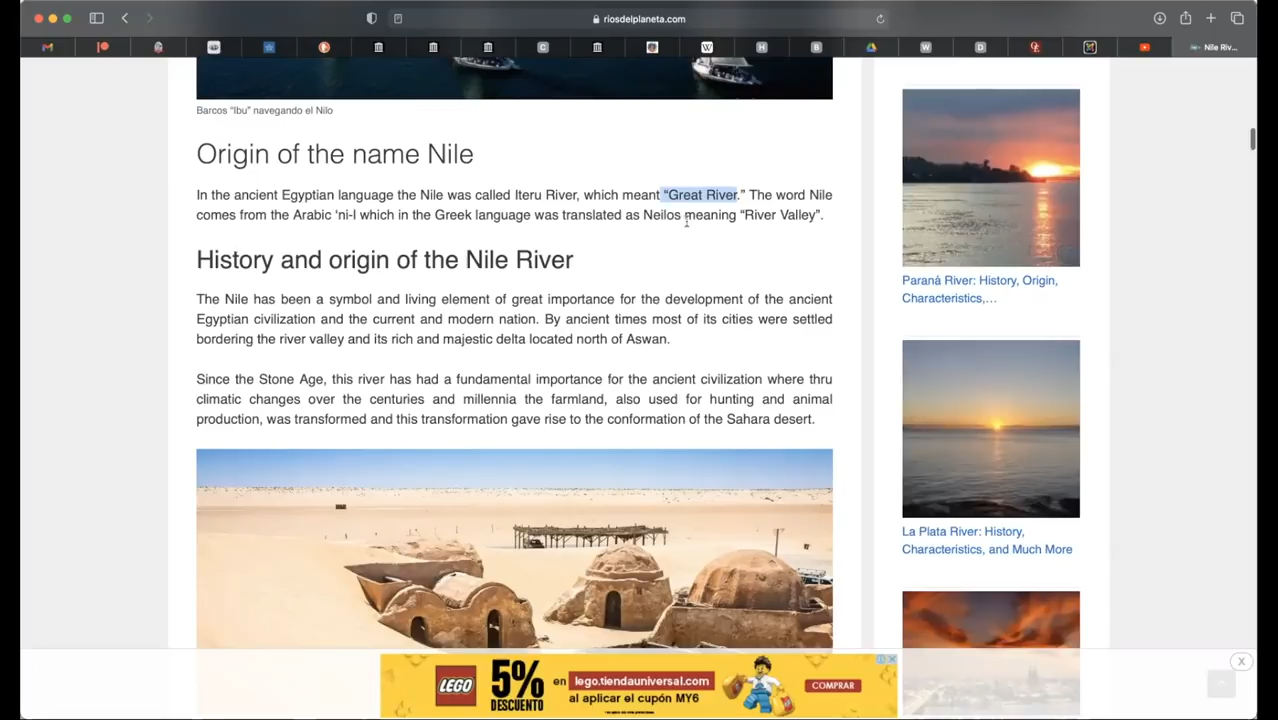 riosdelplaneta.com
Nile Riv...
Barcos “Ibu” navegando el Nilo
Origin of the name Nile
In the ancient Egyptian language the Nile was called Iteru River, which meant “Great River.” The word Nile
comes from the Arabic ‘ni-l which in the Greek language was translated as Neilos meaning “River Valley”.
History and origin of the Nile River
The Nile has been a symbol and living element of great importance for the development of the ancient
Egyptian civilization and the current and modern nation. By ancient times most of its cities were settled
bordering the river valley and its rich and majestic delta located north of Aswan.
Since the Stone Age, this river has had a fundamental importance for the ancient civilization where thru
climatic changes over the centuries and millennia the farmland, also used for hunting and animal
production, was transformed and this transformation gave rise to the conformation of the Sahara desert.
Paraná River: History, Origin,
Characteristics,…
La Plata River: History,
Characteristics, and Much More
LEGO
5%
DESCUENTO
en lego.tiendauniversal.com
al aplicar el cupón MY6
COMPRAR
X